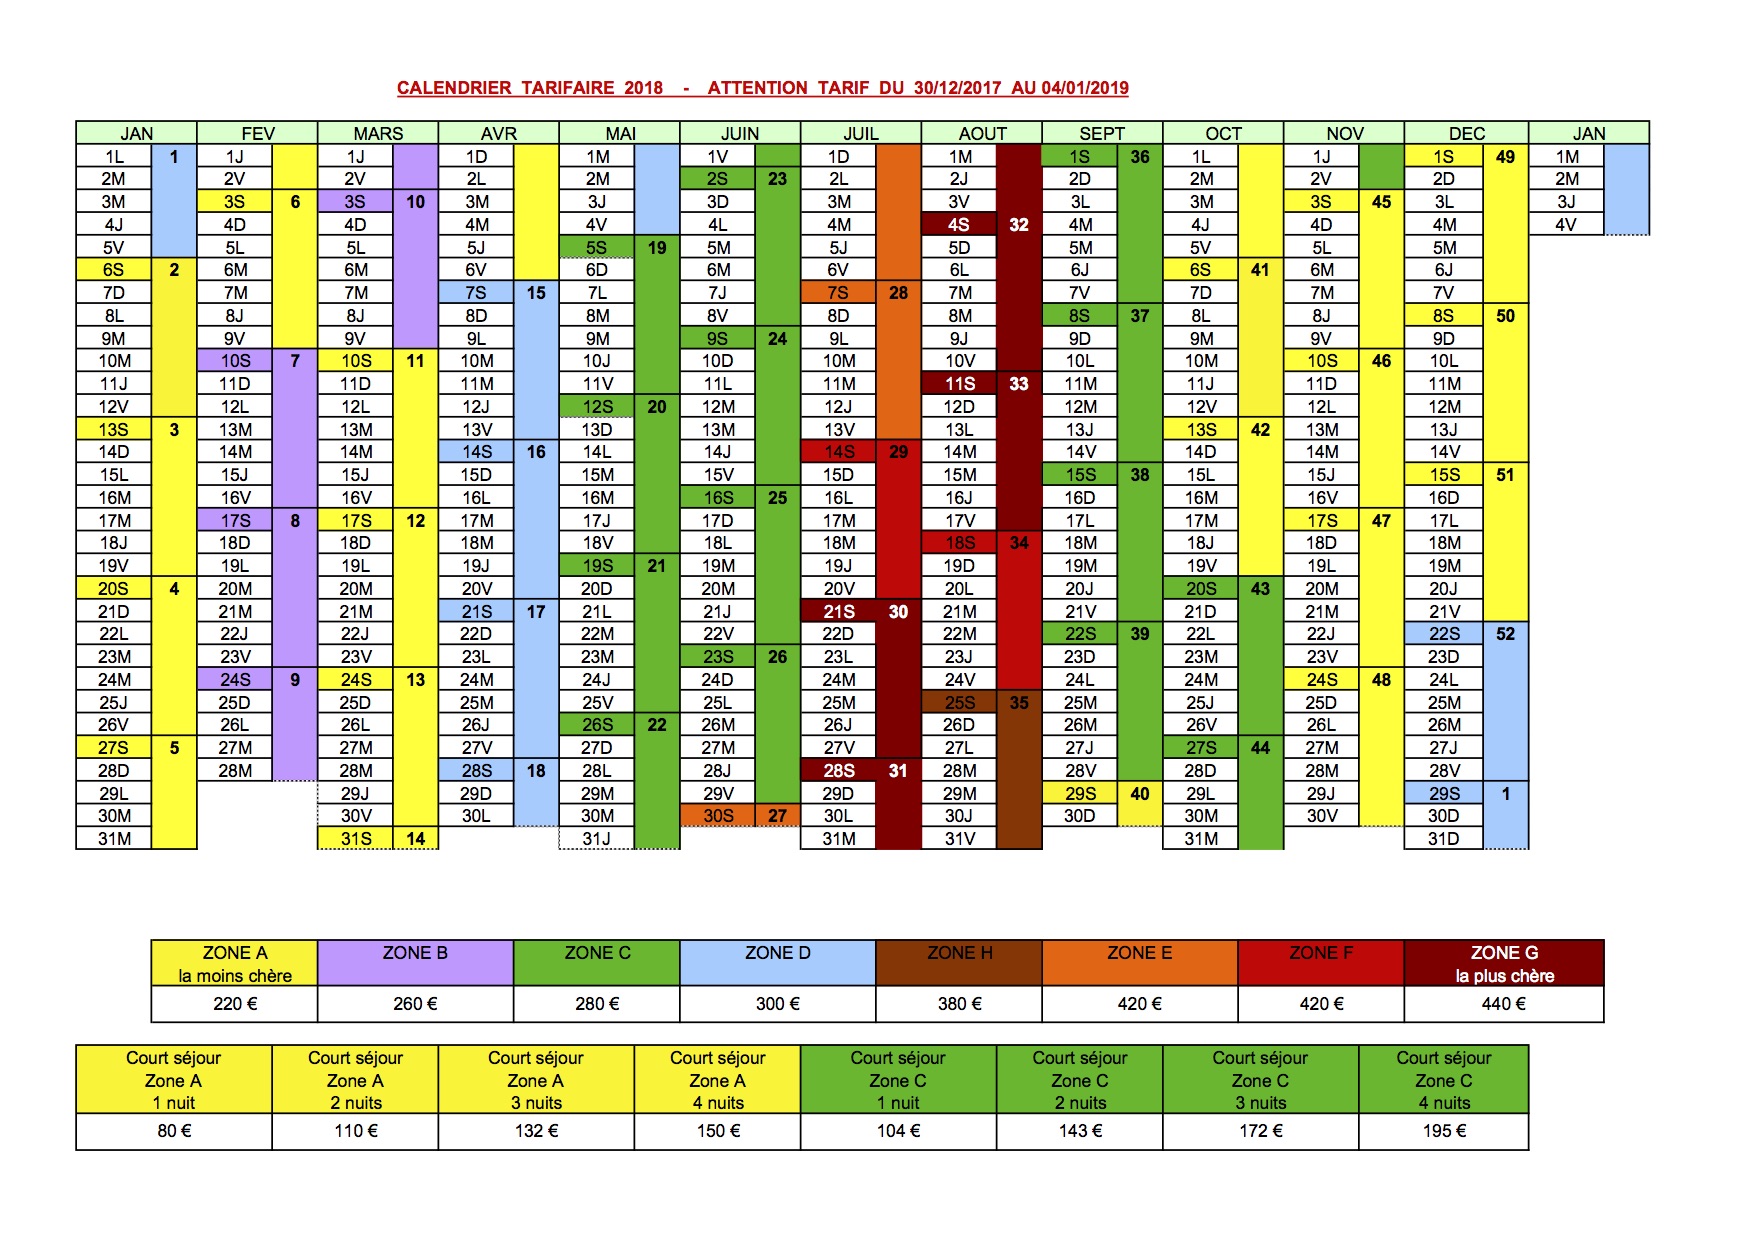 CALENDRIER TARIFAIRE 2018 - ATTENTION TARIF DU 30/12/2017 AU 04/01/2019
JAN FEV MARS AVR MAI JUIN JUIL AOUT SEPT OCT NOV DEC JAN
1L 1 1J 1J 1D 1M 1V 1D 1M 1S 36 1L 1J 1S 49 1M
2M 2V 2V 2L 2M 2S 23 2L 2J 2D 2M 2V 2D 2M
3M 3S 6 3S 10 3M 3J 3D 3M 3V 3L 3M 3S 45 3L 3J
4J 4D 4D 4M 4V 4L 4M 4S 32 4M 4J 4D 4M 4V
5V 5L 5L 5J 5S 19 5M 5J 5D 5M 5V 5L 5M
6S 2 6M 6M 6V 6D 6M 6V 6L 6J 6S 41 6M 6J
7D 7M 7M 7S 15 7L 7J 7S 28 7M 7V 7D 7M 7V
8L 8J 8J 8D 8M 8V 8D 8M 8S 37 8L 8J 8S 50
9M 9V 9V 9L 9M 9S 24 9L 9J 9D 9M 9V 9D
10M 10S 7 10S 11 10M 10J 10D 10M 10V 10L 10M 10S 46 10L
11J 11D 11D 11M 11V 11L 11M 11S 33 11M 11J 11D 11M
12V 12L 12L 12J 12S 20 12M 12J 12D 12M 12V 12L 12M
13S 3 13M 13M 13V 13D 13M 13V 13L 13J 13S 42 13M 13J
14D 14M 14M 14S 16 14L 14J 14S 29 14M 14V 14D 14M 14V
15L 15J 15J 15D 15M 15V 15D 15M 15S 38 15L 15J 15S 51
16M 16V 16V 16L 16M 16S 25 16L 16J 16D 16M 16V 16D
17M 17S 8 17S 12 17M 17J 17D 17M 17V 17L 17M 17S 47 17L
18J 18D 18D 18M 18V 18L 18M 18S 34 18M 18J 18D 18M
19V 19L 19L 19J 19S 21 19M 19J 19D 19M 19V 19L 19M
20S 4 20M 20M 20V 20D 20M 20V 20L 20J 20S 43 20M 20J
21D 21M 21M 21S 17 21L 21J 21S 30 21M 21V 21D 21M 21V
22L 22J 22J 22D 22M 22V 22D 22M 22S 39 22L 22J 22S 52
23M 23V 23V 23L 23M 23S 26 23L 23J 23D 23M 23V 23D
24M 24S 9 24S 13 24M 24J 24D 24M 24V 24L 24M 24S 48 24L
25J 25D 25D 25M 25V 25L 25M 25S 35 25M 25J 25D 25M
26V 26L 26L 26J 26S 22 26M 26J 26D 26M 26V 26L 26M
27S 5 27M 27M 27V 27D 27M 27V 27L 27J 27S 44 27M 27J
28D 28M 28M 28S 18 28L 28J 28S 31 28M 28V 28D 28M 28V
29L 29J 29D 29M 29V 29D 29M 29S 40 29L 29J 29S 1
30M 30V 30L 30M 30S 27 30L 30J 30D 30M 30V 30D
31M 31S 14 31J 31M 31V 31M 31D
ZONE A ZONE B ZONE C ZONE D ZONE H ZONE E ZONE F ZONE G
la moins chère la plus chère
220 € 260 € 280 € 300 € 380 € 420 € 420 € 440 €
Court séjour Court séjour Court séjour Court séjour Court séjour Court séjour Court séjour Court séjour
Zone A Zone A Zone A Zone A Zone C Zone C Zone C Zone C
1 nuit 2 nuits 3 nuits 4 nuits 1 nuit 2 nuits 3 nuits 4 nuits
80 € 110 € 132 € 150 € 104 € 143 € 172 € 195 €